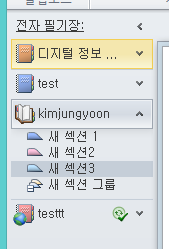 전자 필기장:
디지털 정보 ...
test
kimjungyoon
새 섹션 1
새 섹션2
새 섹션3
새 섹션 그룹
testtt